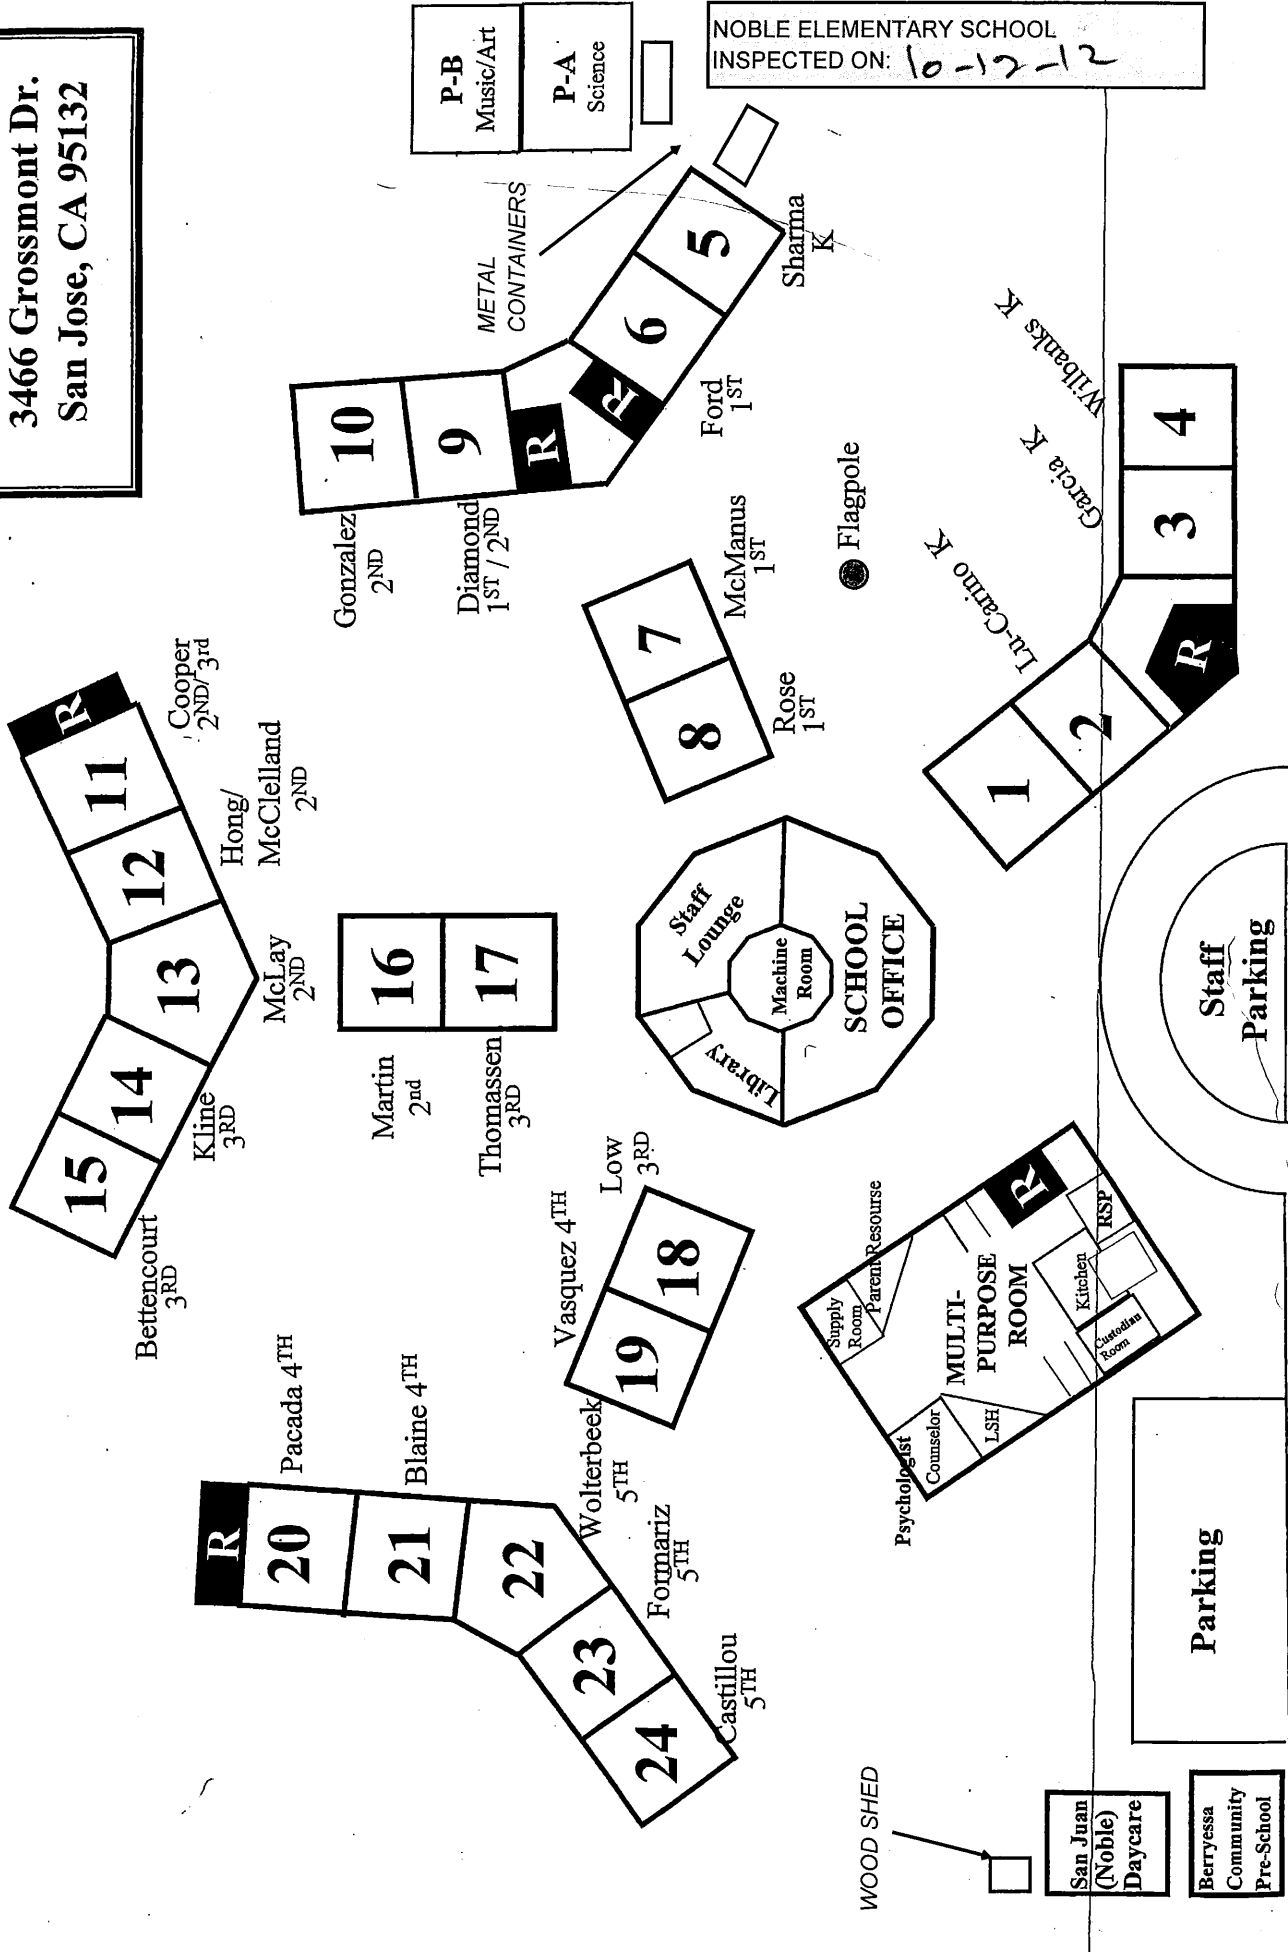 3466 Grossmont Dr.
San Jose, CA 95132
P-B
Music/Art
P-A
Science
NOBLE ELEMENTARY SCHOOL
INSPECTED ON: 10-12-12
METAL
CONTAINERS
5
Sharma
K
6
Ford
1ST
R
R
9
Diamond
1ST / 2ND
10
Gonzalez
2ND
7
McManus
1ST
8
Rose
1ST
Flagpole
Wilbanks K
Garcia K
Lu-Carino K
4
3
R
2
1
R
11
Cooper
2ND/3rd
12
Hong/
McClelland
2ND
13
McLay
2ND
14
Kline
3RD
15
Bettencourt
3RD
16
Martin
2nd
17
Thomassen
3RD
Staff
Lounge
Machine
Room
Library
SCHOOL
OFFICE
Staff
Parking
18
Low
3RD
19
Vasquez 4TH
R
20
Pacada 4TH
21
Blaine 4TH
22
Wolterbeek
5TH
23
Formariz
5TH
24
Castillou
5TH
Supply
Room
Parent Resourse
R
RSP
MULTI-
PURPOSE
ROOM
Kitchen
Custodian
Room
Psychologist
Counselor
LSH
Parking
WOOD SHED
San Juan
(Noble)
Daycare
Berryessa
Community
Pre-School